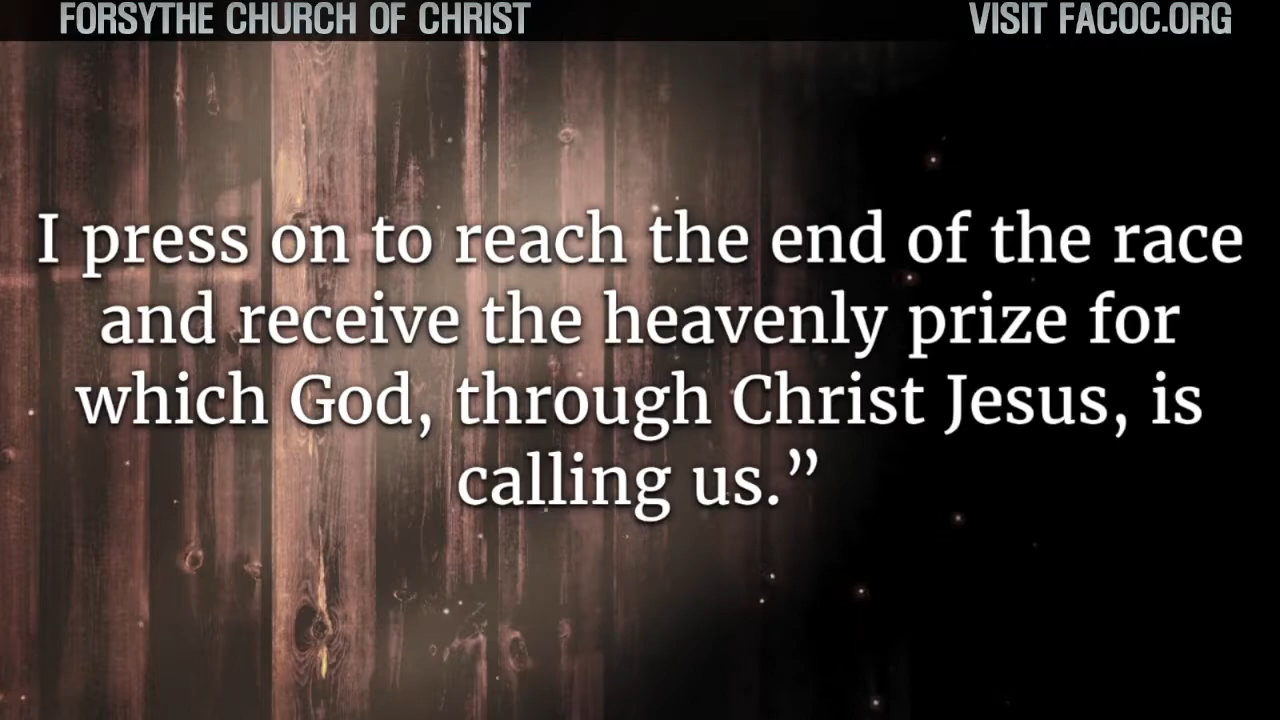 FORSYTHE CHURCH OF CHRIST
VISIT FACOC.ORG
I press on to reach the end of the race
and receive the heavenly prize for
which God, through Christ Jesus, is
calling us.”